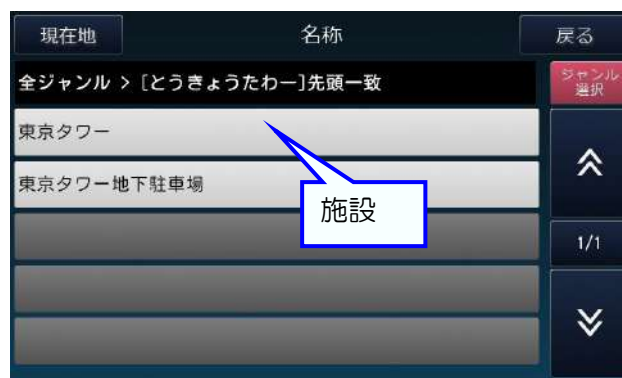 現在地
名称
戻る
全ジャンル > [とうきょうたわー]先頭一致
ジャンル
選択
東京タワー
東京タワー地下駐車場
施設
1/1